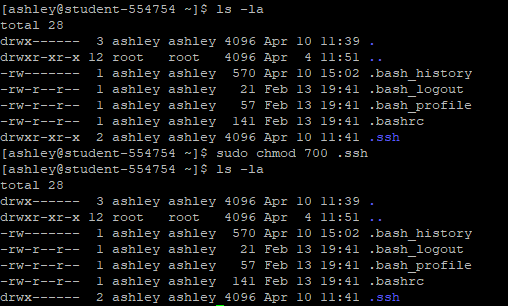 [ashley@student-554754 ~]$ ls -la
total 28
drwx------  3 ashley ashley 4096 Apr 10 11:39 .
drwxr-xr-x 12 root   root   4096 Apr  4 11:51 ..
-rw-------  1 ashley ashley  570 Apr 10 15:02 .bash_history
-rw-r--r--  1 ashley ashley   21 Feb 13 19:41 .bash_logout
-rw-r--r--  1 ashley ashley   57 Feb 13 19:41 .bash_profile
-rw-r--r--  1 ashley ashley  141 Feb 13 19:41 .bashrc
drwxr-xr-x  2 ashley ashley 4096 Apr 10 11:41 .ssh
[ashley@student-554754 ~]$ sudo chmod 700 .ssh
[ashley@student-554754 ~]$ ls -la
total 28
drwx------  3 ashley ashley 4096 Apr 10 11:39 .
drwxr-xr-x 12 root   root   4096 Apr  4 11:51 ..
-rw-------  1 ashley ashley  570 Apr 10 15:02 .bash_history
-rw-r--r--  1 ashley ashley   21 Feb 13 19:41 .bash_logout
-rw-r--r--  1 ashley ashley   57 Feb 13 19:41 .bash_profile
-rw-r--r--  1 ashley ashley  141 Feb 13 19:41 .bashrc
drwx------  2 ashley ashley 4096 Apr 10 11:41 .ssh